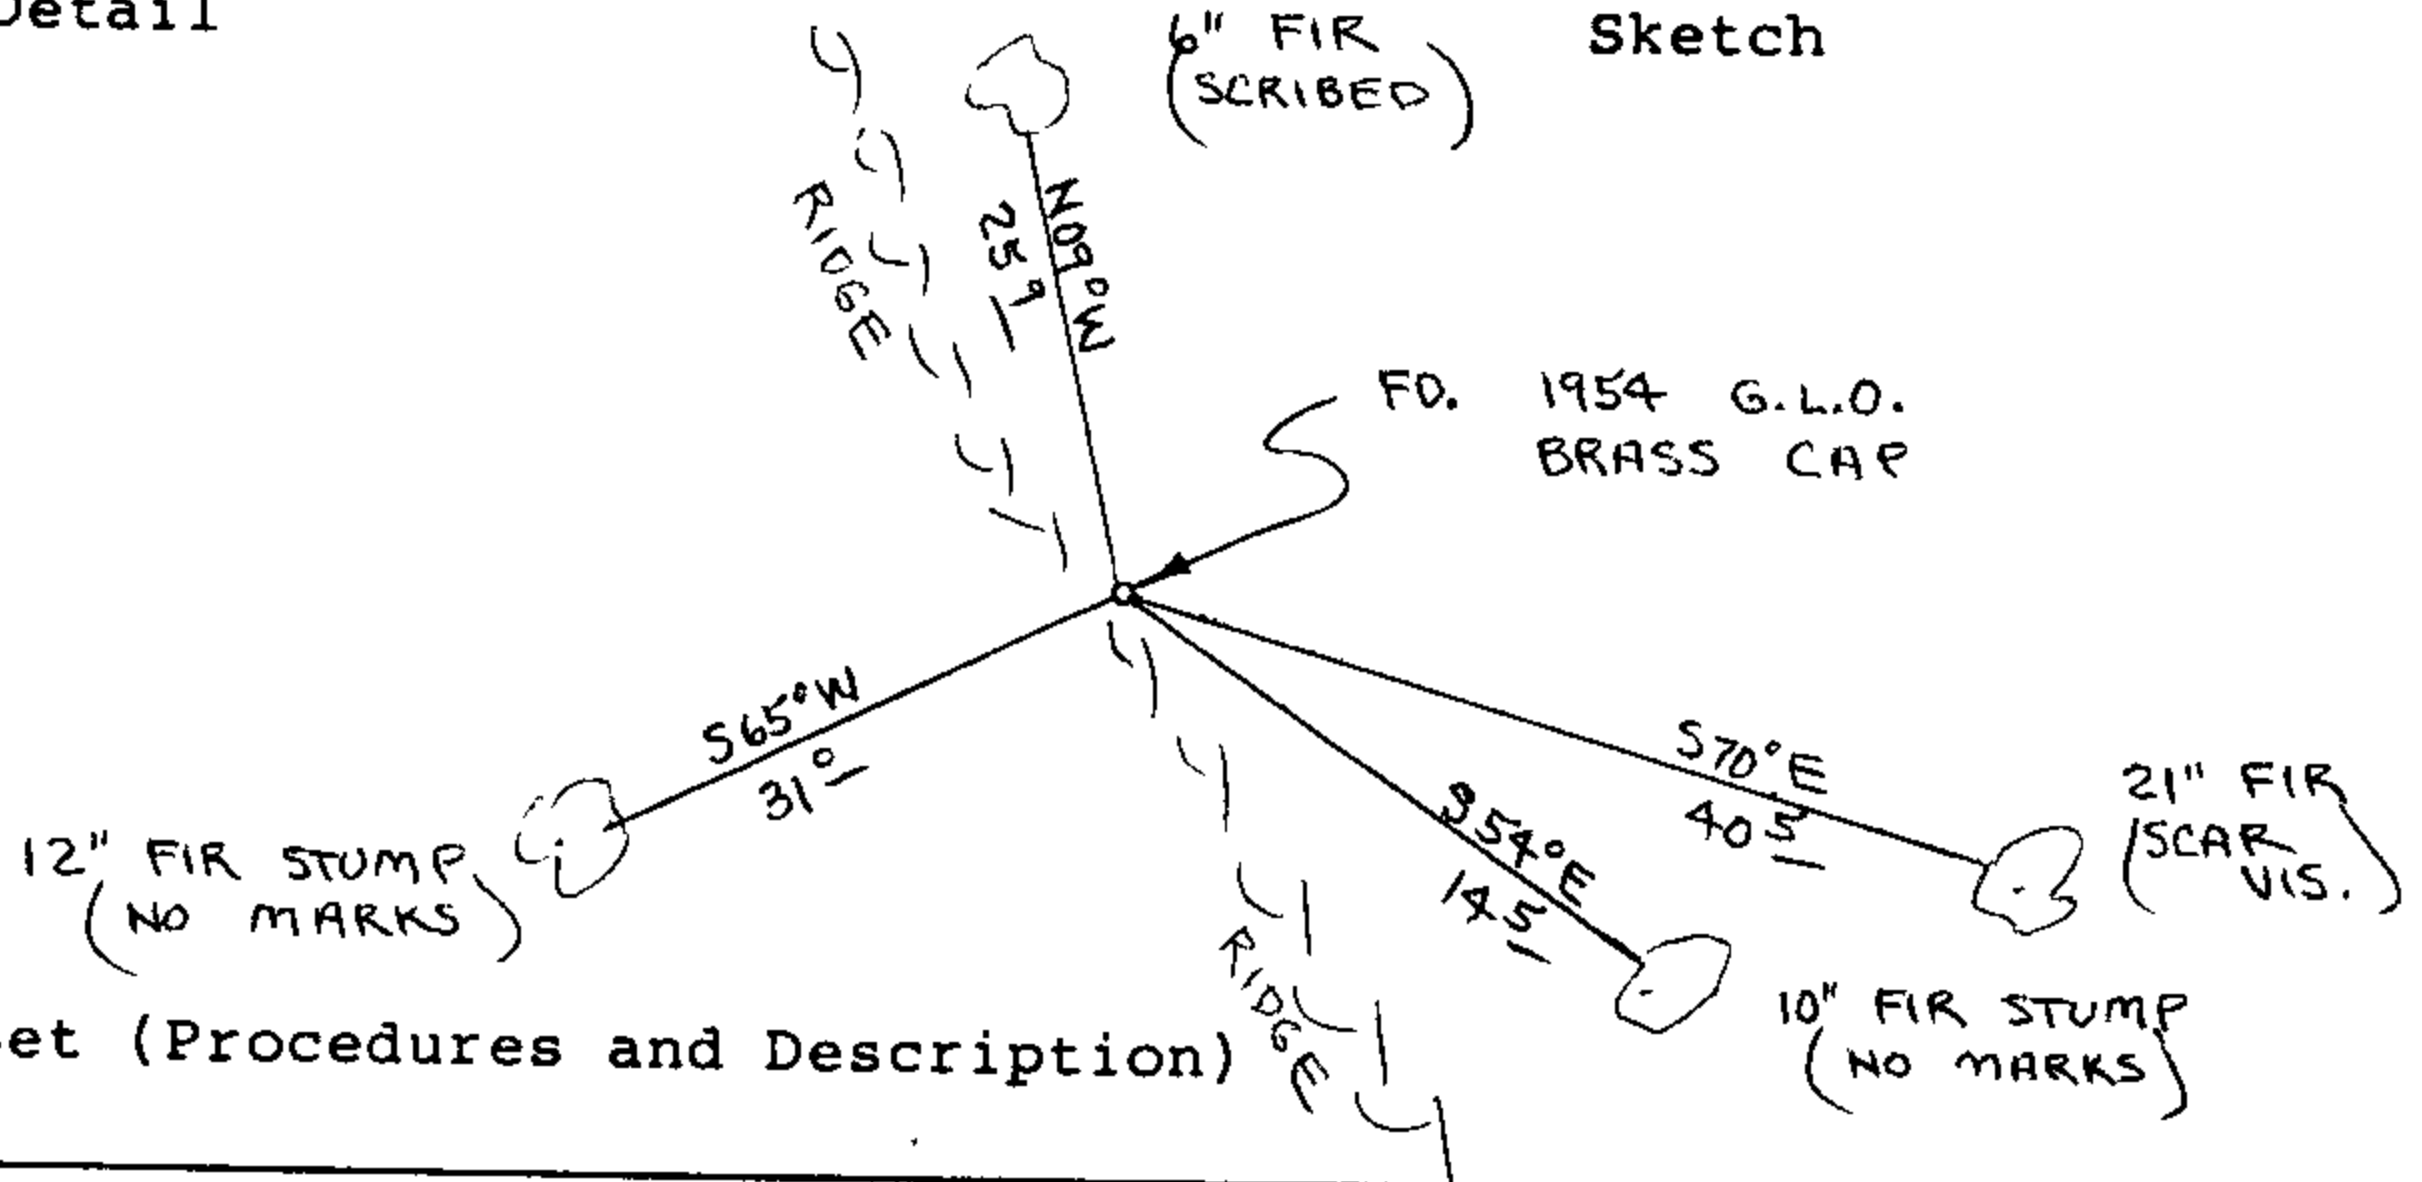 Detail
Sketch
6" FIR
(SCRIBED)
RIDGE
N09°W
25 9
FD. 1954 G.L.O.
BRASS CAP
S65°W
31 0
S70°E
40 5
S54°E
14 5
21" FIR
(SCAR
VIS.)
12" FIR STUMP
(NO MARKS)
RIDGE
10" FIR STUMP
(NO MARKS)
et (Procedures and Description)